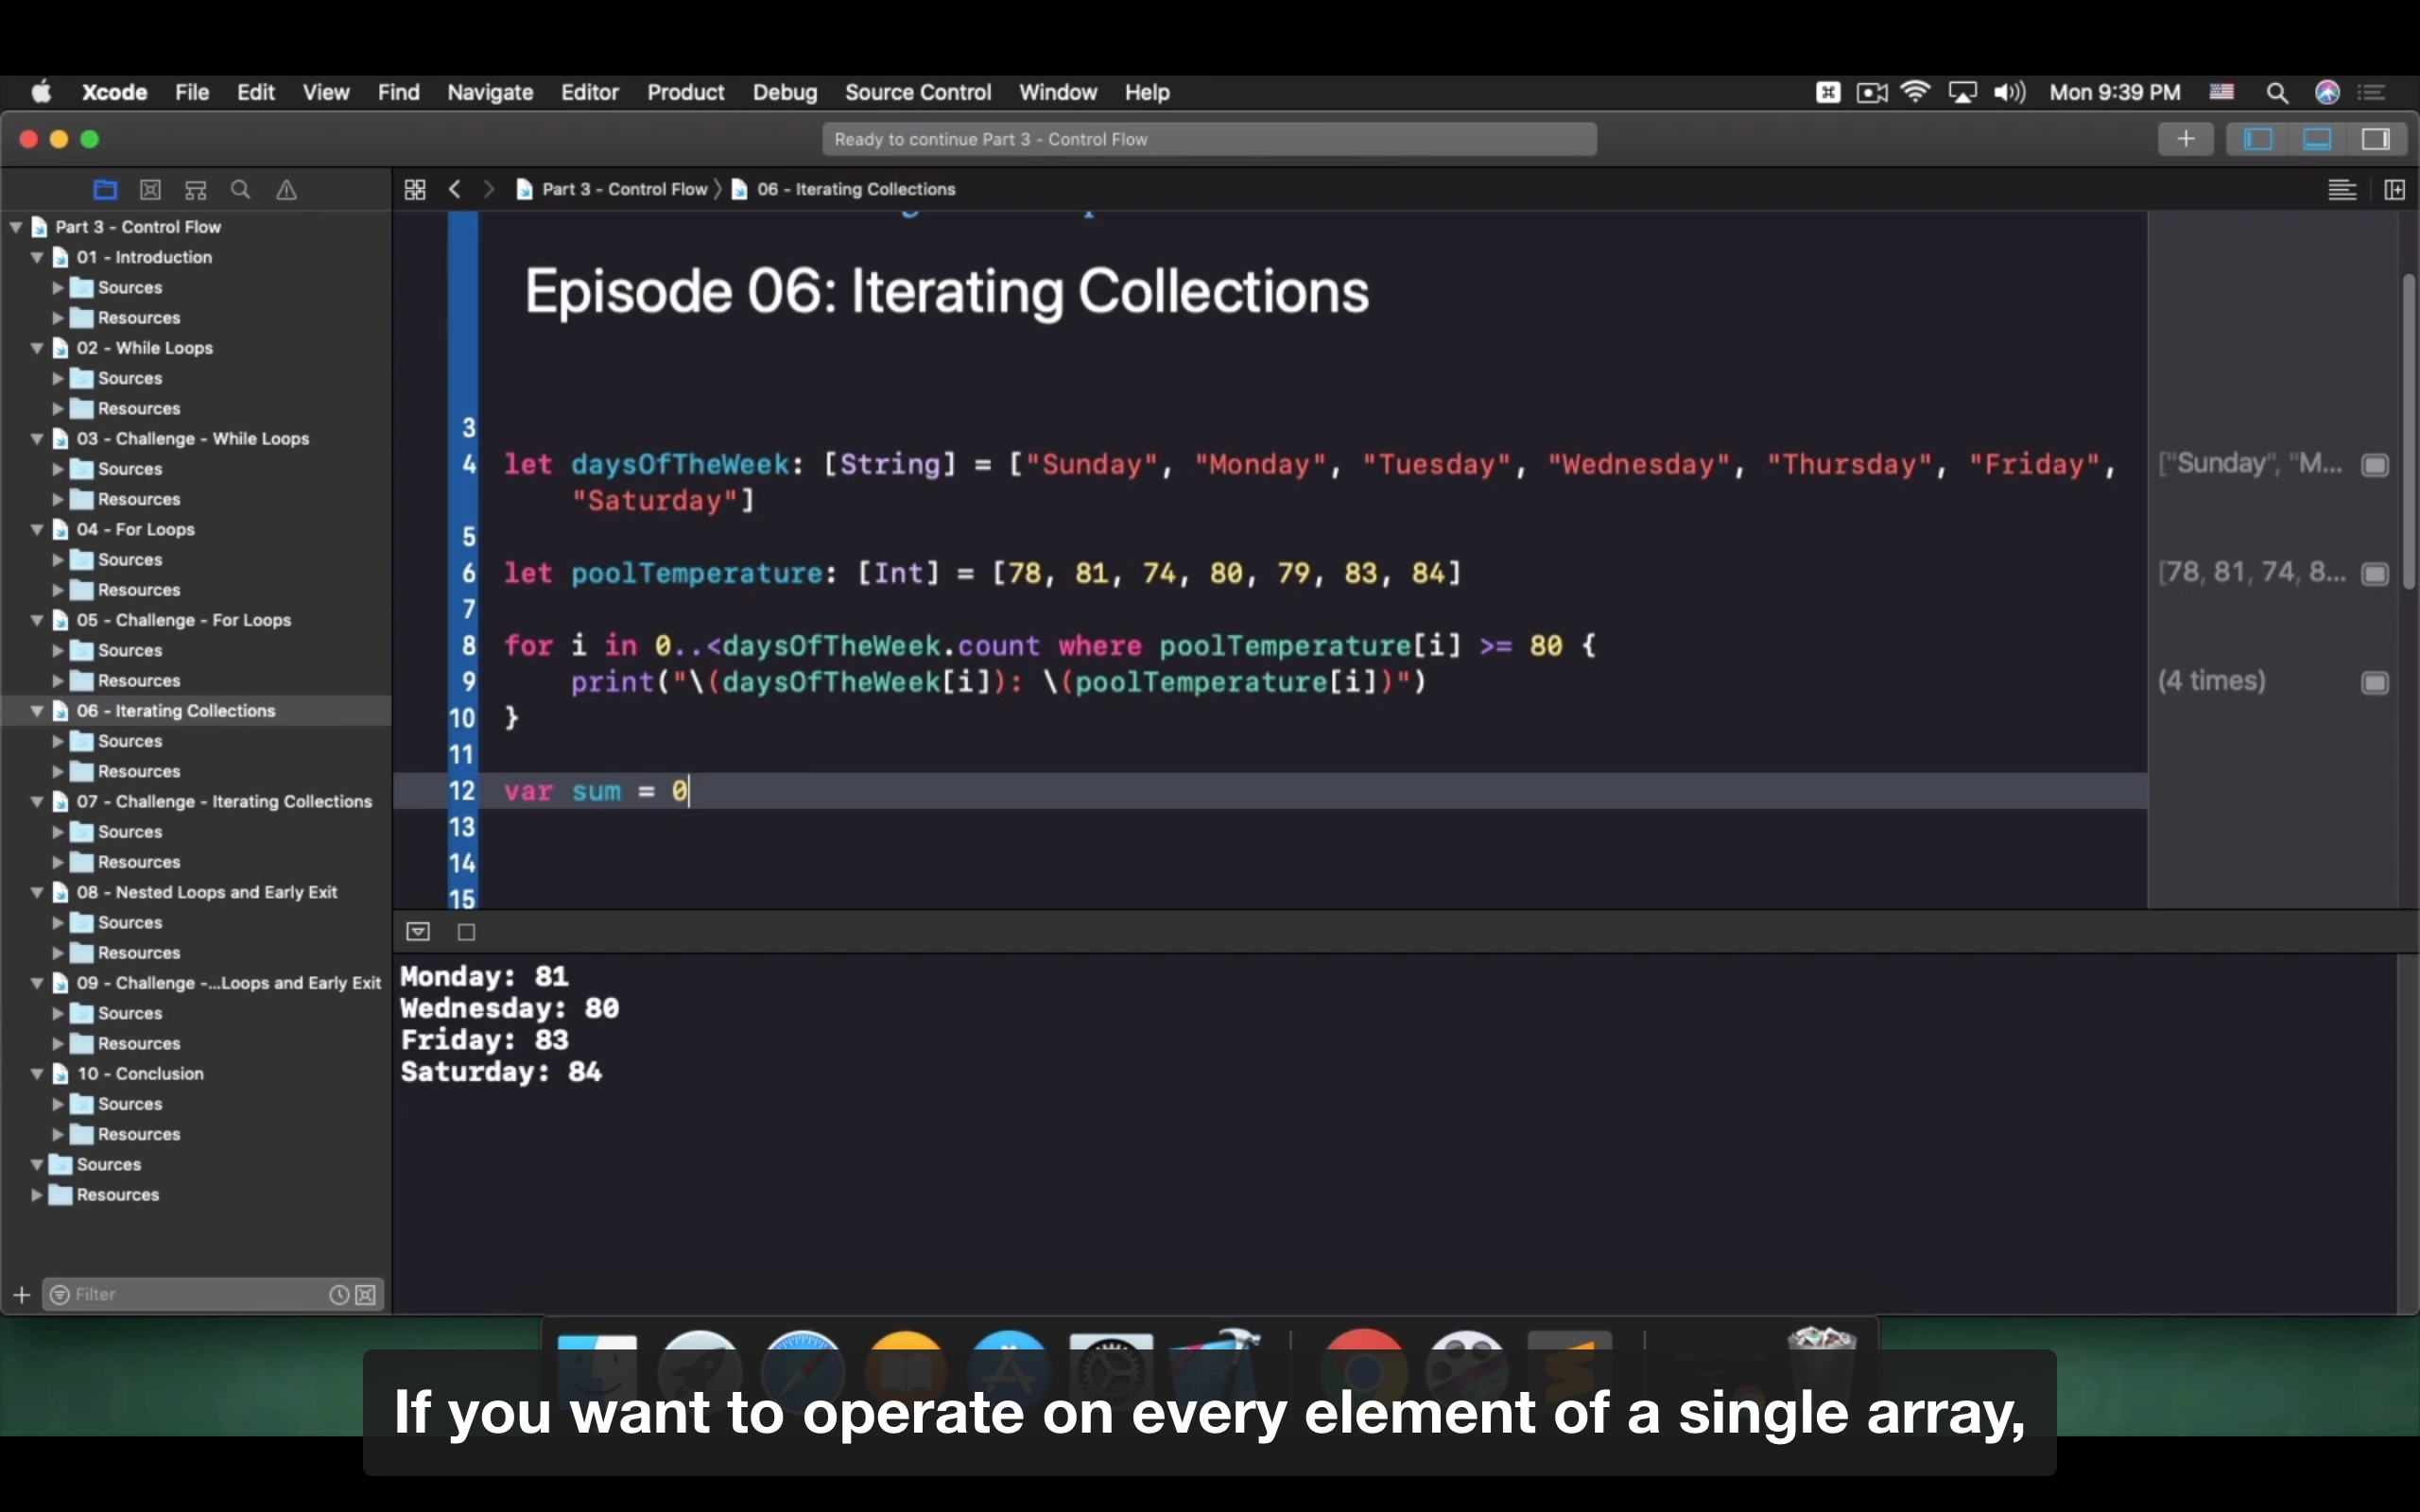 Xcode File Edit View Find Navigate Editor Product Debug Source Control Window Help Mon 9:39 PM
Ready to continue Part 3 - Control Flow
Part 3 - Control Flow 06 - Iterating Collections
Part 3 - Control Flow
01 - Introduction
Sources
Resources
02 - While Loops
Sources
Resources
03 - Challenge - While Loops
Sources
Resources
04 - For Loops
Sources
Resources
05 - Challenge - For Loops
Sources
Resources
06 - Iterating Collections
Sources
Resources
07 - Challenge - Iterating Collections
Sources
Resources
08 - Nested Loops and Early Exit
Sources
Resources
09 - Challenge -...Loops and Early Exit
Sources
Resources
10 - Conclusion
Sources
Resources
Sources
Resources
Filter
Episode 06: Iterating Collections
3
4 let daysOfTheWeek: [String] = ["Sunday", "Monday", "Tuesday", "Wednesday", "Thursday", "Friday",
"Saturday"]
5
6 let poolTemperature: [Int] = [78, 81, 74, 80, 79, 83, 84]
7
8 for i in 0..<daysOfTheWeek.count where poolTemperature[i] >= 80 {
9 print("\(daysOfTheWeek[i]): \(poolTemperature[i])")
10 }
11
12 var sum = 0
13
14
15
["Sunday", "M...
[78, 81, 74, 8...
(4 times)
Monday: 81
Wednesday: 80
Friday: 83
Saturday: 84
If you want to operate on every element of a single array,